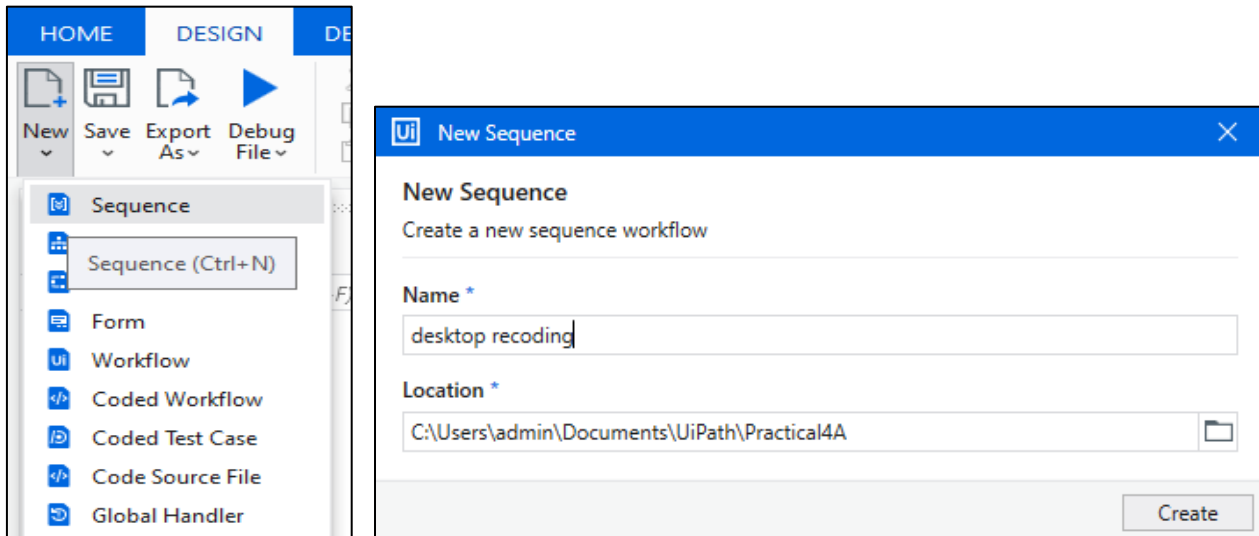 HOME DESIGN
New Save Export Debug
As File
Sequence
Sequence (Ctrl+N)
Form
Workflow
Coded Workflow
Coded Test Case
Code Source File
Global Handler
Ui New Sequence
New Sequence
Create a new sequence workflow
Name *
desktop recoding
Location *
C:\Users\admin\Documents\UiPath\Practical4A
Create